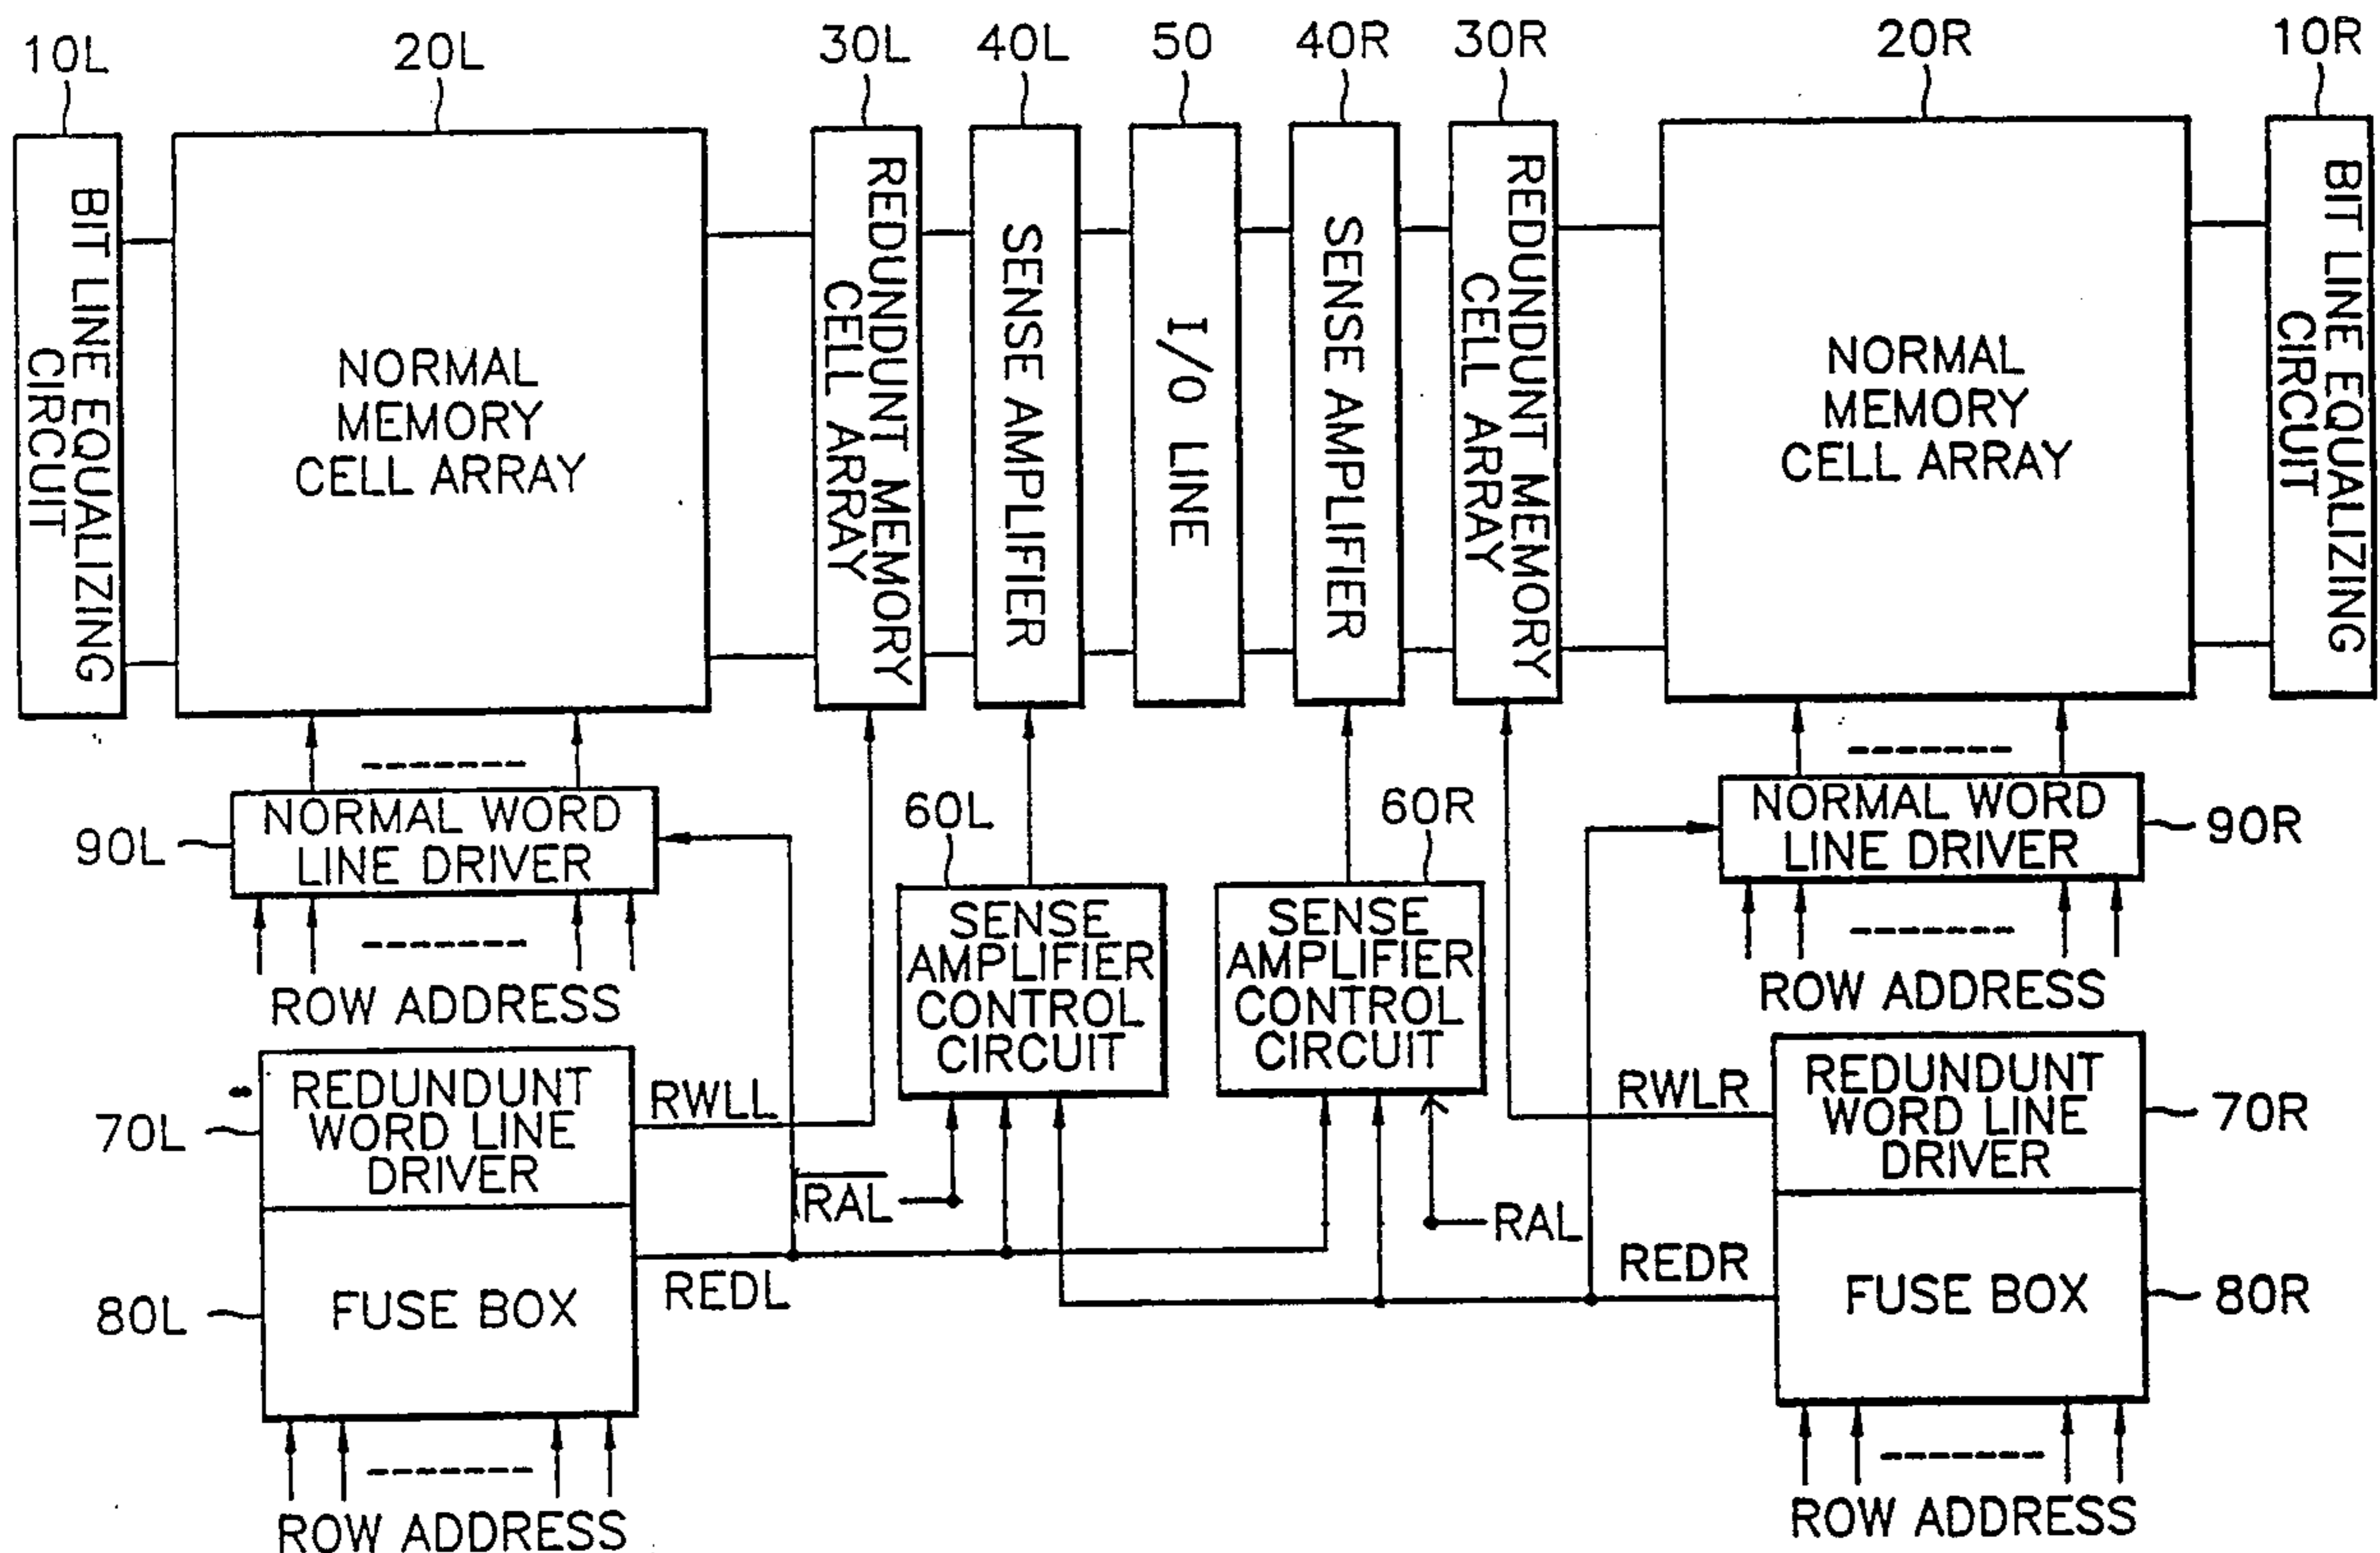 10L
20L
30L
40L
50
40R
30R
20R
10R
BIT LINE EQUALIZING
CIRCUIT
NORMAL
MEMORY
CELL ARRAY
REDUNDUNT MEMORY
CELL ARRAY
SENSE AMPLIFIER
I/O LINE
SENSE AMPLIFIER
REDUNDUNT MEMORY
CELL ARRAY
NORMAL
MEMORY
CELL ARRAY
BIT LINE EQUALIZING
CIRCUIT
90L
NORMAL WORD
LINE DRIVER
ROW ADDRESS
60L
SENSE
AMPLIFIER
CONTROL
CIRCUIT
60R
SENSE
AMPLIFIER
CONTROL
CIRCUIT
NORMAL WORD
LINE DRIVER
90R
ROW ADDRESS
70L
REDUNDUNT
WORD LINE
DRIVER
RWLL
R̅A̅L̅
REDL
80L
FUSE BOX
ROW ADDRESS
RWLR
RAL
REDR
REDUNDUNT
WORD LINE
DRIVER
70R
FUSE BOX
80R
ROW ADDRESS